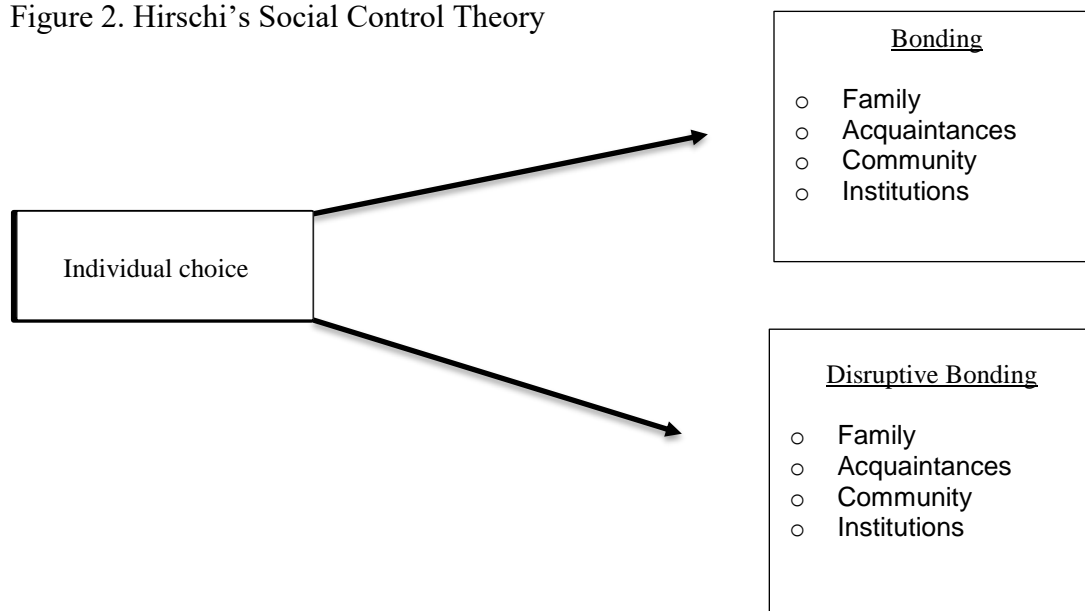 Figure 2. Hirschi’s Social Control Theory
Bonding
o Family
o Acquaintances
o Community
o Institutions
Individual choice
Disruptive Bonding
o Family
o Acquaintances
o Community
o Institutions